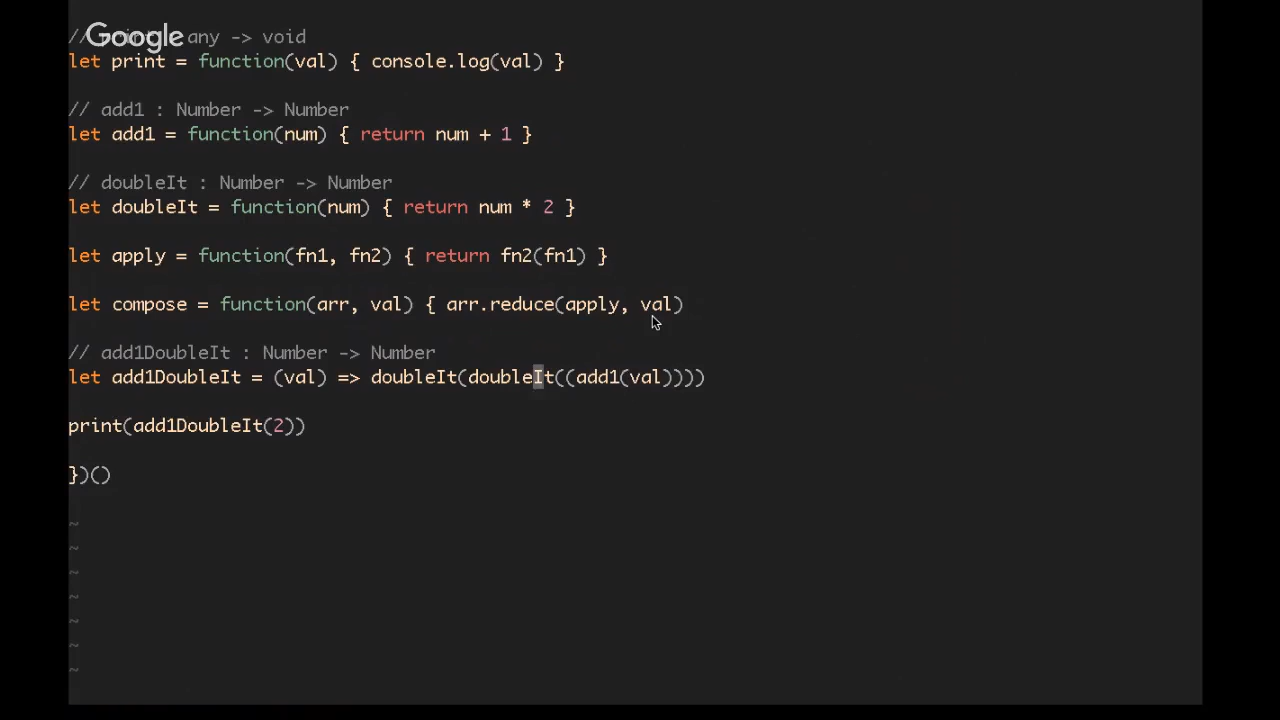 Google
// : any -> void
let print = function(val) { console.log(val) }
// add1 : Number -> Number
let add1 = function(num) { return num + 1 }
// doubleIt : Number -> Number
let doubleIt = function(num) { return num * 2 }
let apply = function(fn1, fn2) { return fn2(fn1) }
let compose = function(arr, val) { arr.reduce(apply, val)
// add1DoubleIt : Number -> Number
let add1DoubleIt = (val) => doubleIt(doubleIt((add1(val))))
print(add1DoubleIt(2))
})()
~
~
~
~
~
~
~